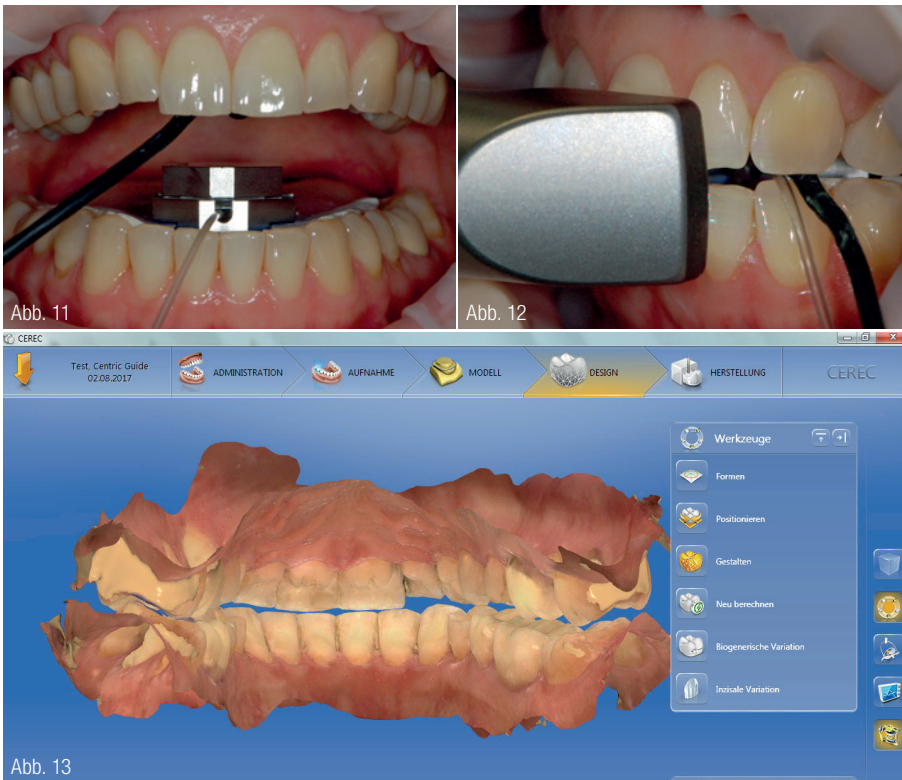 Abb. 11
Abb. 12
CEREC
Test, Centric Guide
02.08.2017
ADMINISTRATION
AUFNAHME
MODELL
DESIGN
HERSTELLUNG
CEREC
Werkzeuge
Formen
Positionieren
Gestalten
Neu berechnen
Biogenerische Variation
Inzisale Variation
Abb. 13